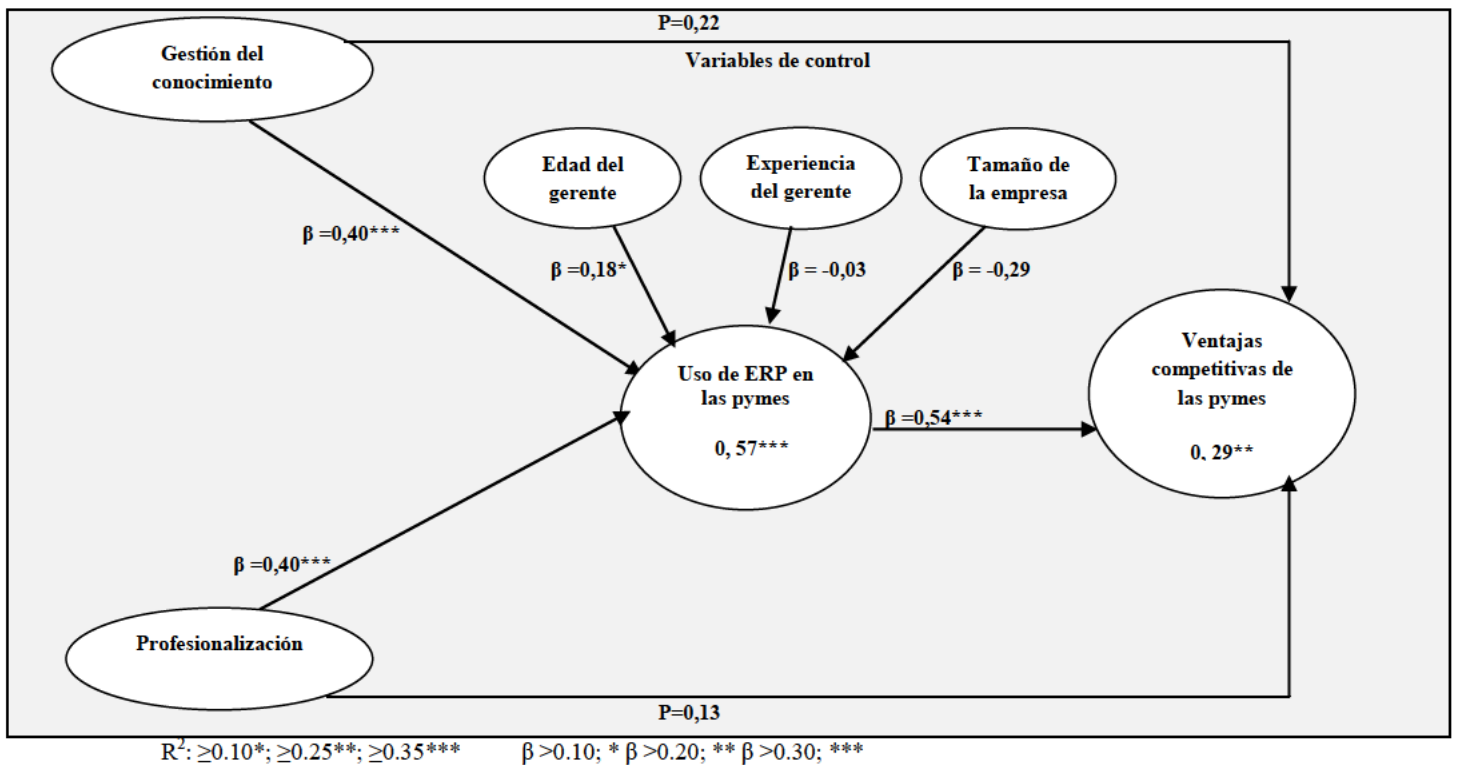 P=0,22
Gestión del
conocimiento
Variables de control
Edad del
gerente
Experiencia
del gerente
Tamaño de
la empresa
β =0,40***
β =0,18*
β = -0,03
β = -0,29
Uso de ERP en
las pymes
0, 57***
β =0,54***
Ventajas
competitivas de
las pymes
0, 29**
β =0,40***
Profesionalización
P=0,13
R²: ≥0.10*; ≥0.25**; ≥0.35*** β >0.10; * β >0.20; ** β >0.30; ***